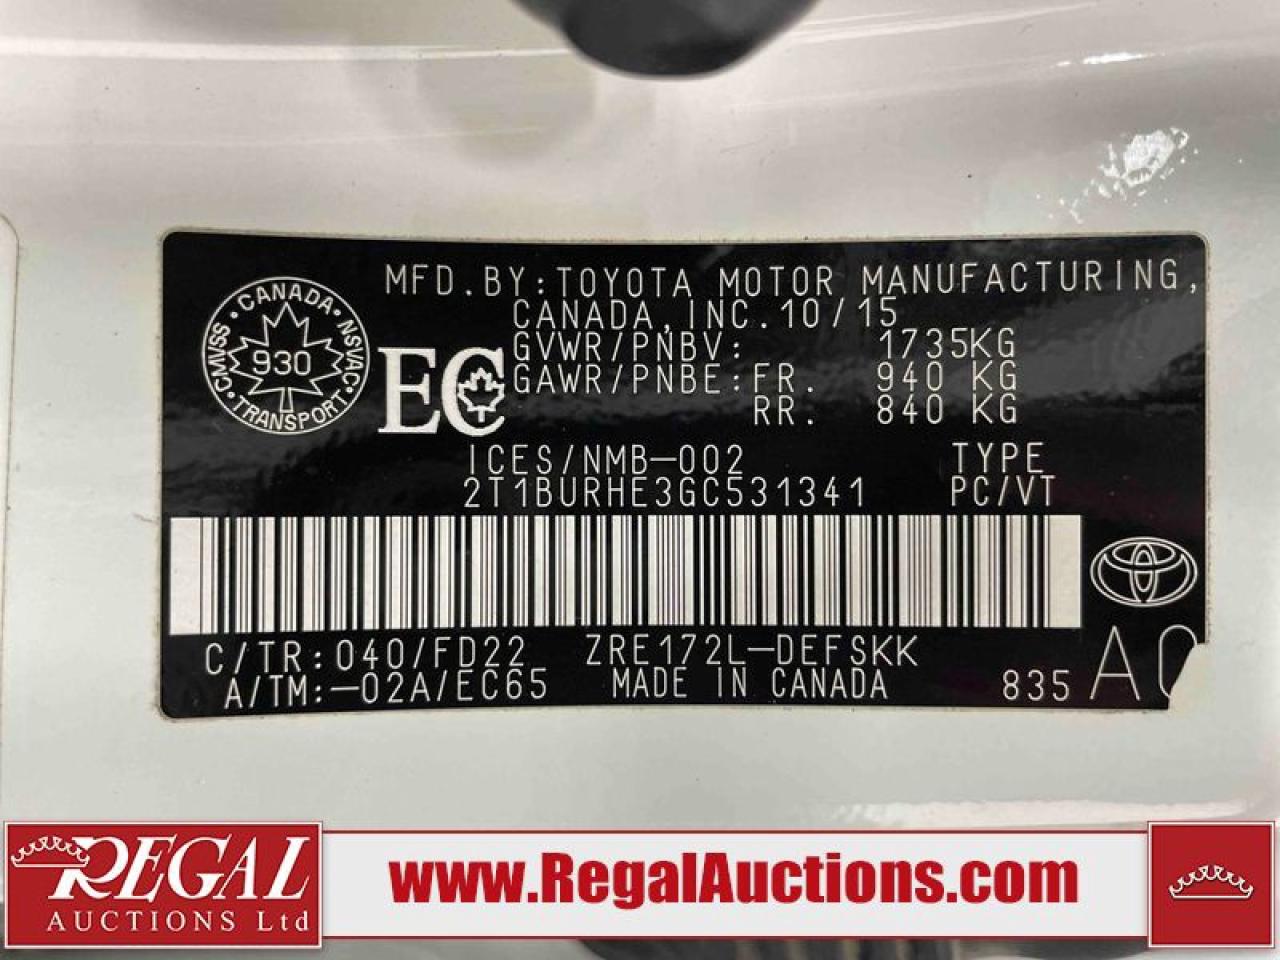 MFD.BY:TOYOTA MOTOR MANUFACTURING,
CANADA,INC.10/15
GVWR/PNBV: 1735KG
GAWR/PNBE:FR. 940 KG
RR. 840 KG
CANADA
CMVSS 930 NSVAC
TRANSPORT
EC
ICES/NMB-002 TYPE
2T1BURHE3GC531341 PC/VT
C/TR:040/FD22 ZRE172L-DEFSKK
A/TM:-02A/EC65 MADE IN CANADA 835 A
REGAL
AUCTIONS Ltd
www.RegalAuctions.com